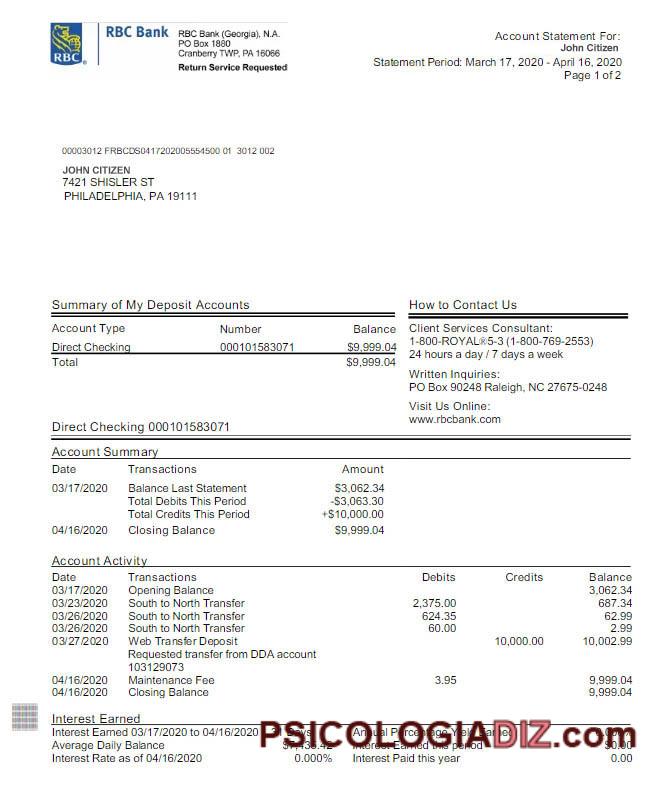 RBC Bank
RBC
RBC Bank (Georgia), N.A.
PO Box 1880
Cranberry TWP, PA 16066
Return Service Requested
Account Statement For:
John Citizen
Statement Period: March 17, 2020 - April 16, 2020
Page 1 of 2
00003012 FRBCDS0417202005554500 01 3012 002
JOHN CITIZEN
7421 SHISLER ST
PHILADELPHIA, PA 19111
Summary of My Deposit Accounts
Account Type Number Balance
Direct Checking 000101583071 $9,999.04
Total $9,999.04
How to Contact Us
Client Services Consultant:
1-800-ROYAL®5-3 (1-800-769-2553)
24 hours a day / 7 days a week
Written Inquiries:
PO Box 90248 Raleigh, NC 27675-0248
Visit Us Online:
www.rbcbank.com
Direct Checking 000101583071
Account Summary
Date Transactions Amount
03/17/2020 Balance Last Statement $3,062.34
Total Debits This Period -$3,063.30
Total Credits This Period +$10,000.00
04/16/2020 Closing Balance $9,999.04
Account Activity
Date Transactions Debits Credits Balance
03/17/2020 Opening Balance 3,062.34
03/23/2020 South to North Transfer 2,375.00 687.34
03/26/2020 South to North Transfer 624.35 62.99
03/26/2020 South to North Transfer 60.00 2.99
03/27/2020 Web Transfer Deposit 10,000.00 10,002.99
Requested transfer from DDA account
103129073
04/16/2020 Maintenance Fee 3.95 9,999.04
04/16/2020 Closing Balance 9,999.04
Interest Earned
Interest Earned 03/17/2020 to 04/16/2020 Days Annual Percentage Yield Earned
Average Daily Balance Interest Earned this period $0.00
Interest Rate as of 04/16/2020 0.000% Interest Paid this year 0.00
PSICOLOGIADIZ.com